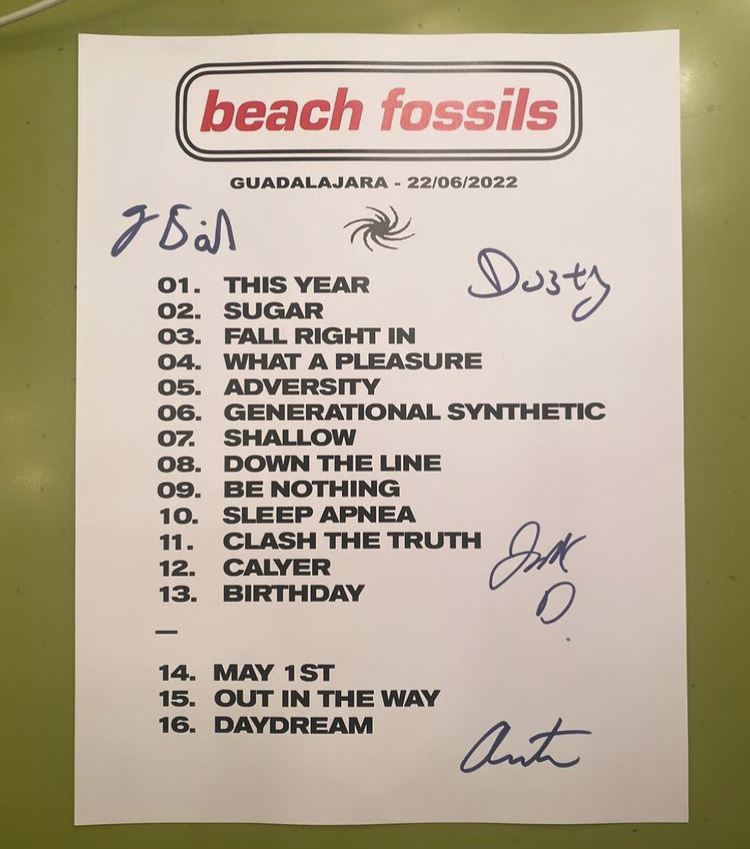 beach fossils
GUADALAJARA - 22/06/2022
Dusty
01. THIS YEAR
02. SUGAR
03. FALL RIGHT IN
04. WHAT A PLEASURE
05. ADVERSITY
06. GENERATIONAL SYNTHETIC
07. SHALLOW
08. DOWN THE LINE
09. BE NOTHING
10. SLEEP APNEA
11. CLASH THE TRUTH
12. CALYER
13. BIRTHDAY
—
14. MAY 1ST
15. OUT IN THE WAY
16. DAYDREAM